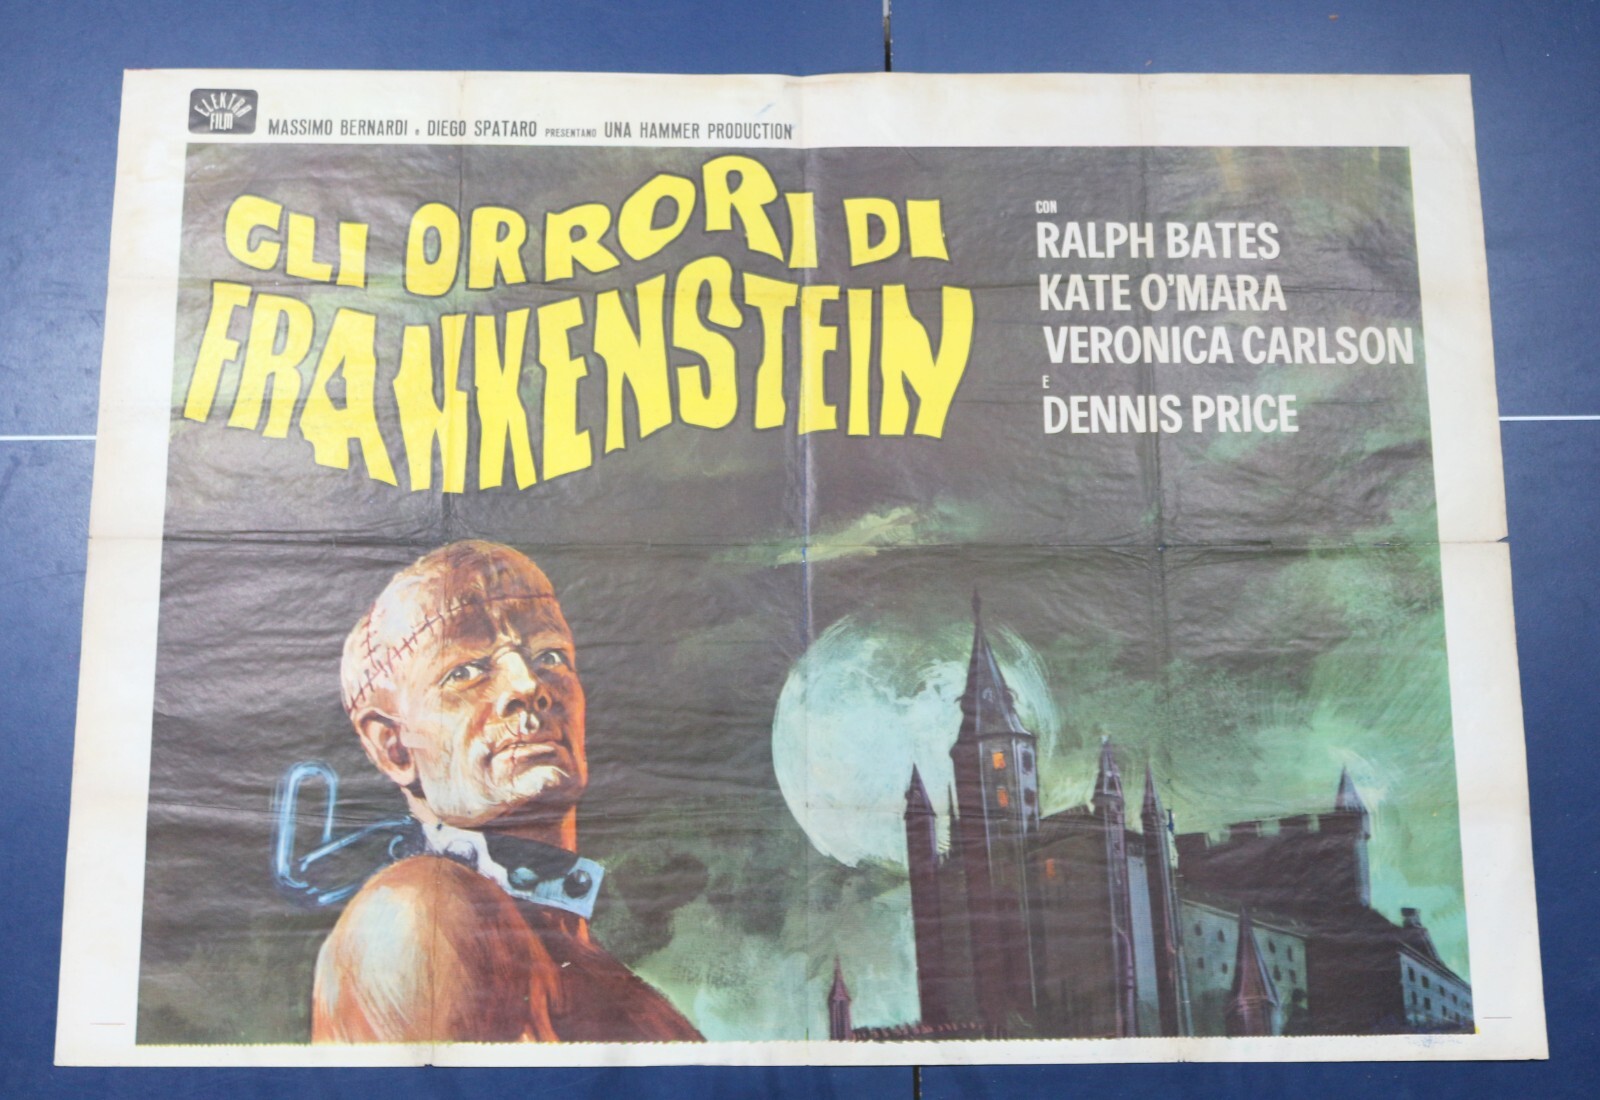 ELEKTRA
FILM
MASSIMO BERNARDI e DIEGO SPATARO PRESENTANO UNA HAMMER PRODUCTION
GLI ORRORI DI
FRANKENSTEIN
CON
RALPH BATES
KATE O'MARA
VERONICA CARLSON
E
DENNIS PRICE